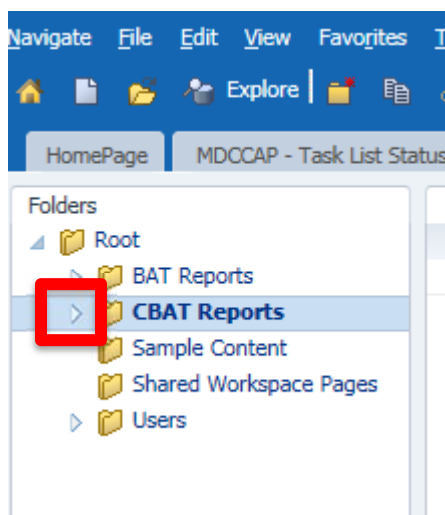 Navigate File Edit View Favorites
Explore
HomePage MDCCAP - Task List Status
Folders
Root
BAT Reports
CBAT Reports
Sample Content
Shared Workspace Pages
Users